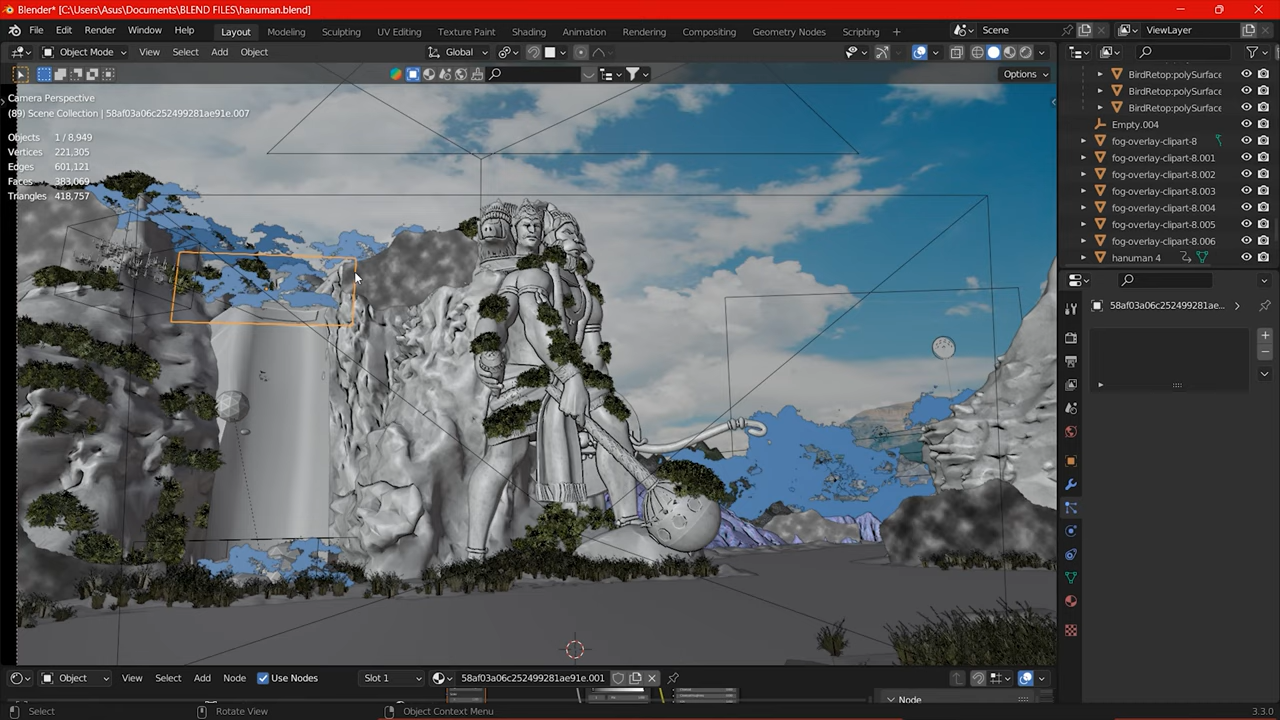 Blender* [C:\Users\Asus\Documents\BLEND FILES\hanuman.blend]
File Edit Render Window Help Layout Modeling Sculpting UV Editing Texture Paint Shading Animation Rendering Compositing Geometry Nodes Scripting + Scene ViewLayer
Object Mode View Select Add Object Global
Options
Camera Perspective
(89) Scene Collection | 58af03a06c252499281ae91e.007
Objects 1 / 8,949
Vertices 221,305
Edges 601,121
Faces 383,069
Triangles 418,757
BirdRetop:polySurface
BirdRetop:polySurface
BirdRetop:polySurface
Empty.004
fog-overlay-clipart-8
fog-overlay-clipart-8.001
fog-overlay-clipart-8.002
fog-overlay-clipart-8.003
fog-overlay-clipart-8.004
fog-overlay-clipart-8.005
fog-overlay-clipart-8.006
hanuman 4
58af03a06c252499281ae...
Object View Select Add Node Use Nodes Slot 1 58af03a06c252499281ae91e.001
Node
Select Rotate View Object Context Menu 3.3.0